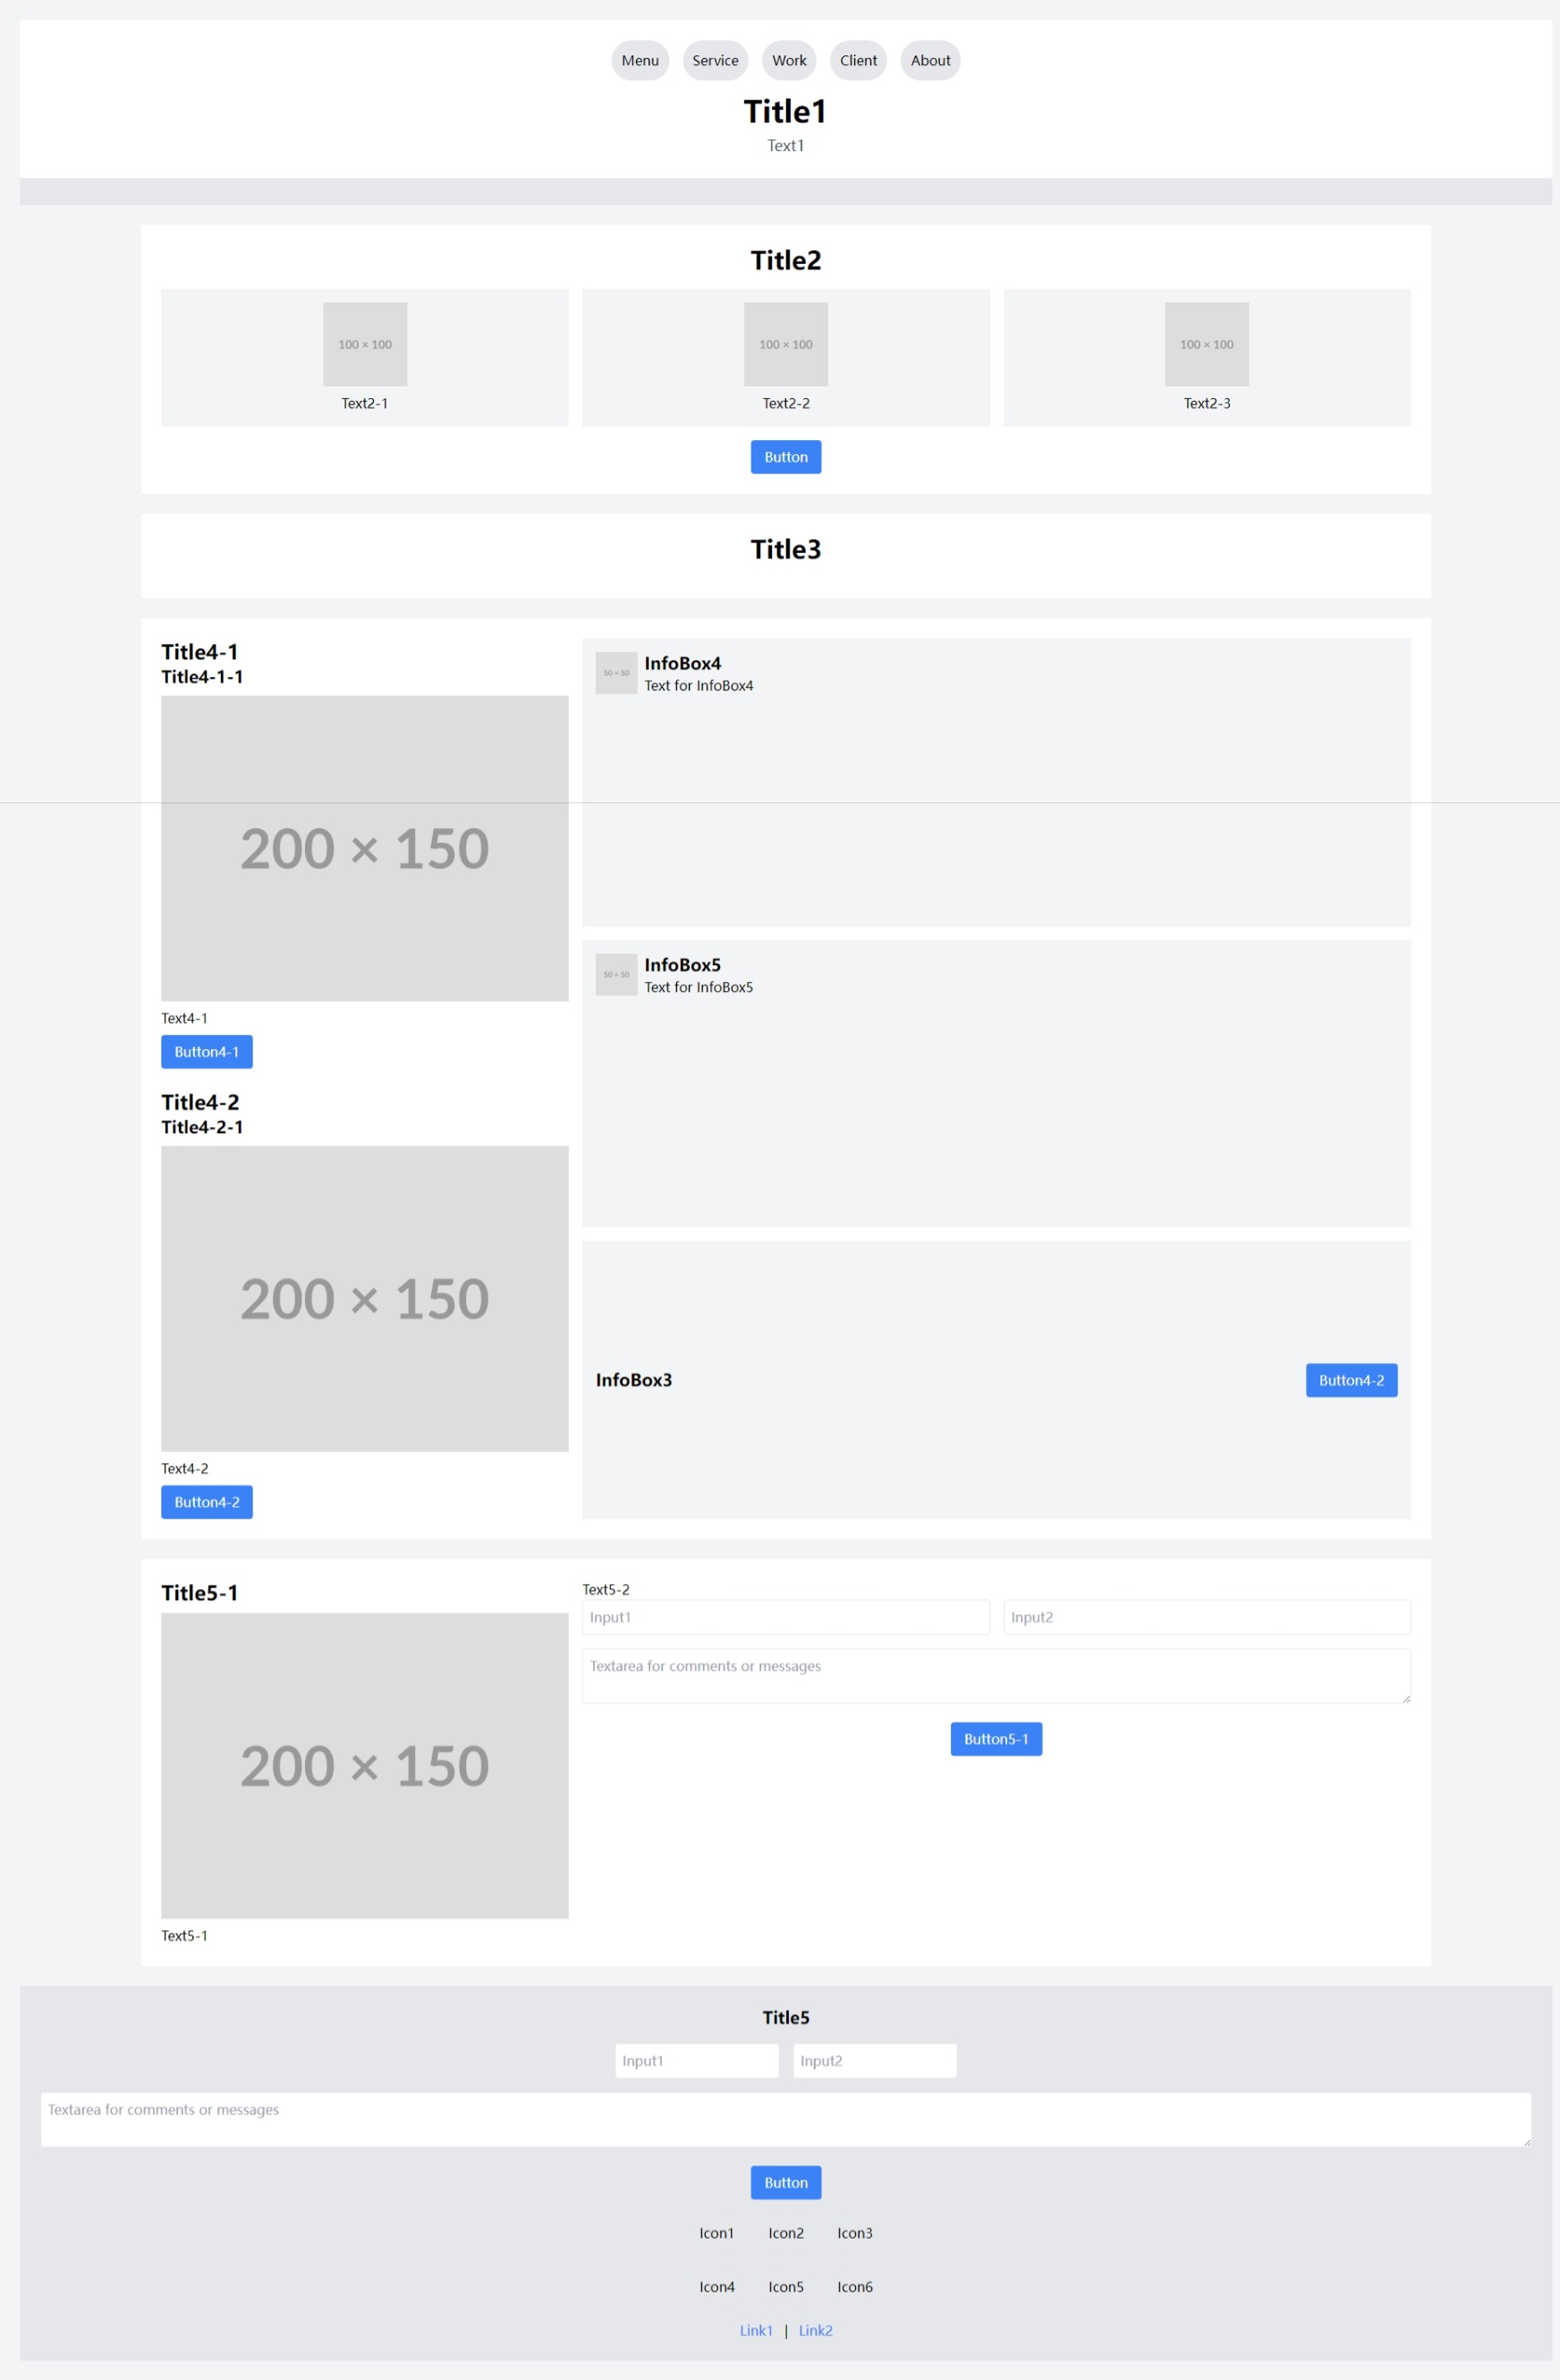 Menu Service Work Client About
Title1
Text1
Title2
100 × 100
Text2-1
100 × 100
Text2-2
100 × 100
Text2-3
Button
Title3
Title4-1
Title4-1-1
200 × 150
Text4-1
Button4-1
Title4-2
Title4-2-1
200 × 150
Text4-2
Button4-2
50 × 50
InfoBox4
Text for InfoBox4
50 × 50
InfoBox5
Text for InfoBox5
InfoBox3
Button4-2
Title5-1
200 × 150
Text5-1
Text5-2
Input1
Input2
Textarea for comments or messages
Button5-1
Title5
Input1
Input2
Textarea for comments or messages
Button
Icon1 Icon2 Icon3
Icon4 Icon5 Icon6
Link1 | Link2